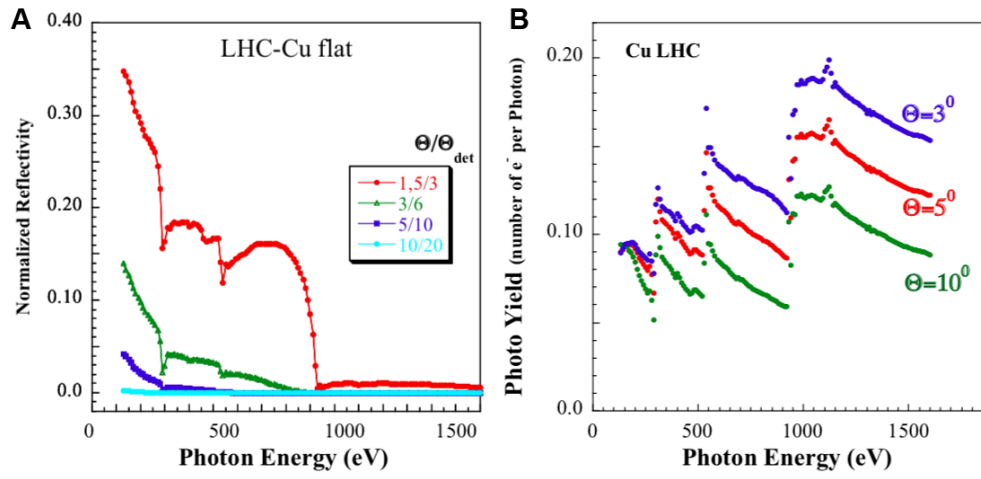 A
LHC-Cu flat
Normalized Reflectivity
0.40
0.30
0.20
0.10
0.0
Θ/Θdet
1,5/3
3/6
5/10
10/20
0
500
1000
1500
Photon Energy (eV)
B
Cu LHC
Photo Yield (number of e⁻ per Photon)
0.20
0.10
0.0
Θ=3⁰
Θ=5⁰
Θ=10⁰
0
500
1000
1500
Photon Energy (eV)